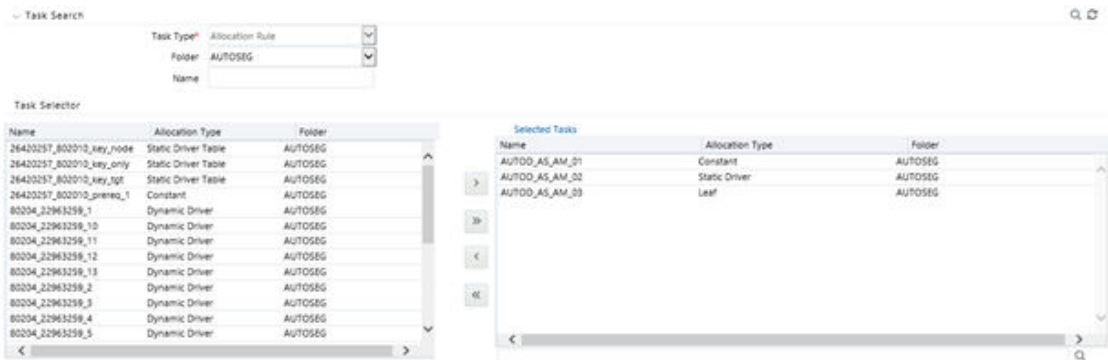 Task Search
Task Type* Allocation Rule
Folder AUTOSEG
Name
Task Selector
Name Allocation Type Folder
26420257_802010_key_node Static Driver Table AUTOSEG
26420257_802010_key_only Static Driver Table AUTOSEG
26420257_802010_key_tgt Static Driver Table AUTOSEG
26420257_802010_prereq_1 Constant AUTOSEG
80204_22963259_1 Dynamic Driver AUTOSEG
80204_22963259_10 Dynamic Driver AUTOSEG
80204_22963259_11 Dynamic Driver AUTOSEG
80204_22963259_12 Dynamic Driver AUTOSEG
80204_22963259_13 Dynamic Driver AUTOSEG
80204_22963259_2 Dynamic Driver AUTOSEG
80204_22963259_3 Dynamic Driver AUTOSEG
80204_22963259_4 Dynamic Driver AUTOSEG
80204_22963259_5 Dynamic Driver AUTOSEG
Selected Tasks
Name Allocation Type Folder
AUTOD_AS_AM_01 Constant AUTOSEG
AUTOD_AS_AM_02 Static Driver AUTOSEG
AUTOD_AS_AM_03 Leaf AUTOSEG